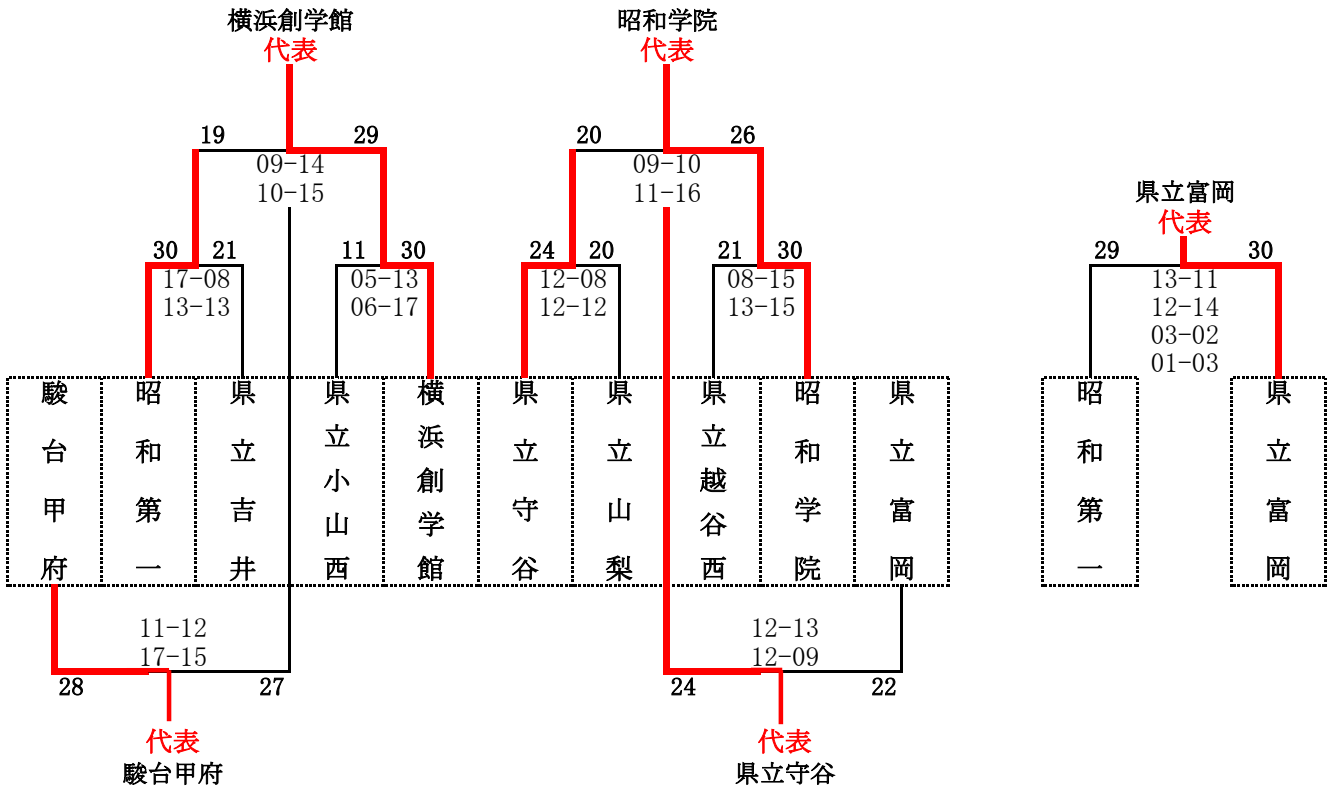 横浜創学館
代表
昭和学院
代表
19
29
09-14
10-15
20
26
09-10
11-16
県立富岡
代表
30
21
17-08
13-13
11
30
05-13
06-17
24
20
12-08
12-12
21
30
08-15
13-15
29
30
13-11
12-14
03-02
01-03
駿台甲府
昭和第一
県立吉井
県立小山西
横浜創学館
県立守谷
県立山梨
県立越谷西
昭和学院
県立富岡
昭和第一
県立富岡
11-12
17-15
28
27
代表
駿台甲府
12-13
12-09
24
22
代表
県立守谷